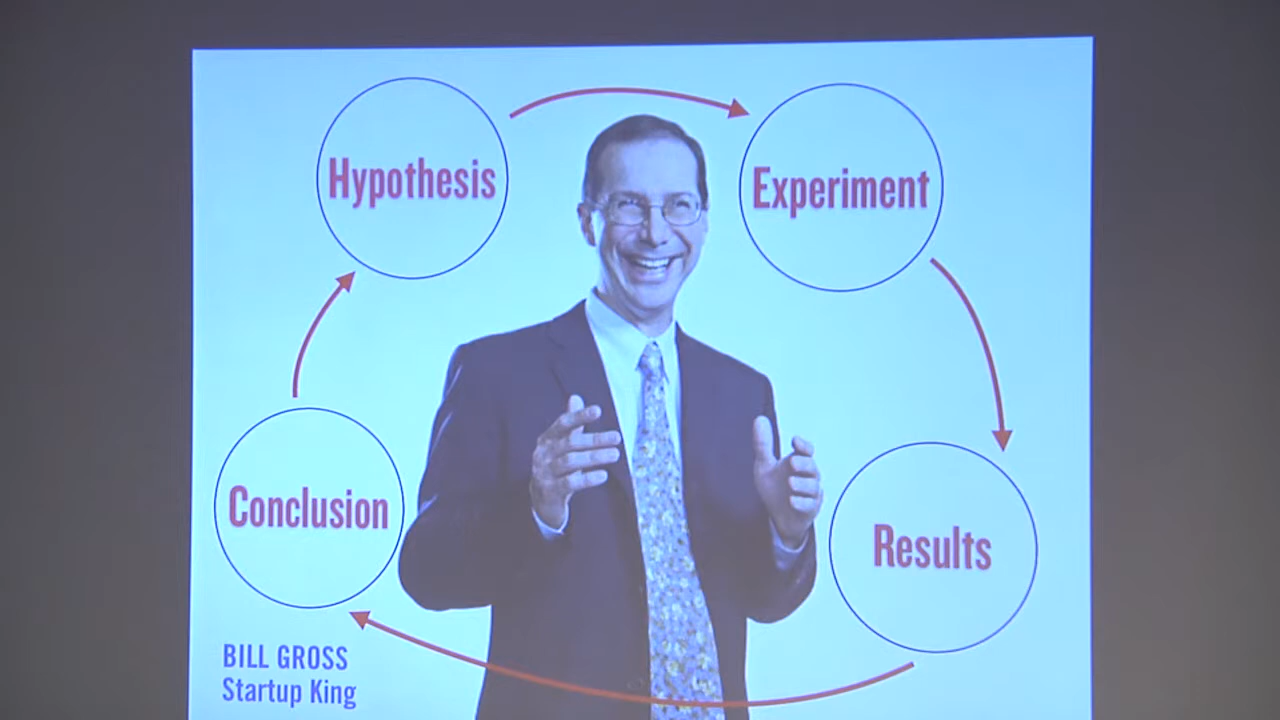 Hypothesis
Experiment
Conclusion
Results
BILL GROSS
Startup King